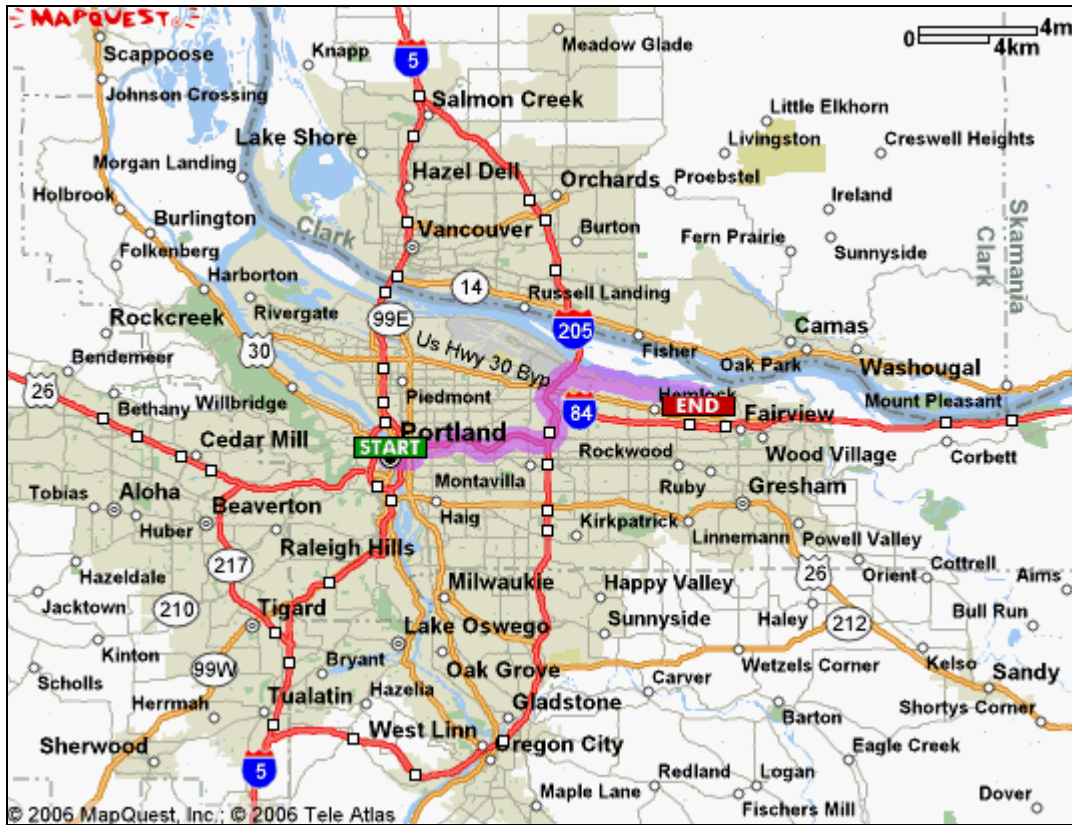 MAPQUEST
0 4m
4km
Scappoose
Knapp
5
Meadow Glade
Johnson Crossing
Salmon Creek
Little Elkhorn
Lake Shore
Livingston
Creswell Heights
Morgan Landing
Hazel Dell
Orchards
Proebstel
Ireland
Holbrook
Burlington
Clark
Vancouver
Burton
Fern Prairie
Sunnyside
Skamania
Clark
Folkenberg
Harborton
14
Russell Landing
Rockcreek
Rivergate
99E
205
Camas
Bendemeer
30
Us Hwy 30 Byp
Fisher
Oak Park
Washougal
26
Bethany
Willbridge
Piedmont
Hemlock
END
Mount Pleasant
84
Fairview
Cedar Mill
START
Portland
Rockwood
Wood Village
Corbett
Tobias
Aloha
Montavilla
Ruby
Gresham
Huber
Beaverton
Haig
Kirkpatrick
Linnemann
Powell Valley
Raleigh Hills
Hazeldale
217
Milwaukie
Happy Valley
26
Orient
Cottrell
Aims
Jacktown
210
Tigard
Lake Oswego
Sunnyside
Haley
212
Bull Run
Kinton
99W
Bryant
Oak Grove
Wetzels Corner
Kelso
Sandy
Scholls
Herrmah
Tualatin
Hazelia
Gladstone
Carver
Barton
Shortys Corner
Sherwood
West Linn
Oregon City
Eagle Creek
5
Redland
Logan
Maple Lane
Fischers Mill
Dover
© 2006 MapQuest, Inc.; © 2006 Tele Atlas